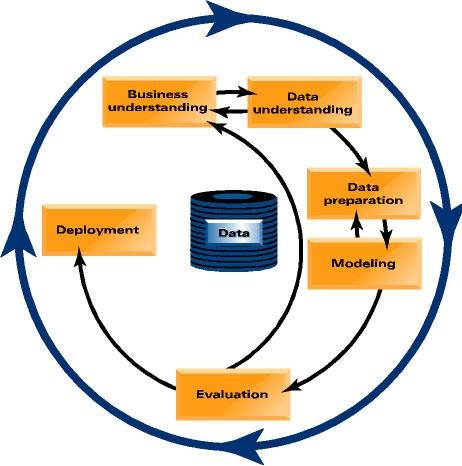 Business
understanding
Data
understanding
Data
preparation
Modeling
Data
Deployment
Evaluation